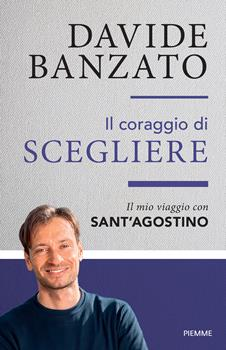 DAVIDE
BANZATO
Il coraggio di
SCEGLIERE
Il mio viaggio con
SANT'AGOSTINO
PIEMME